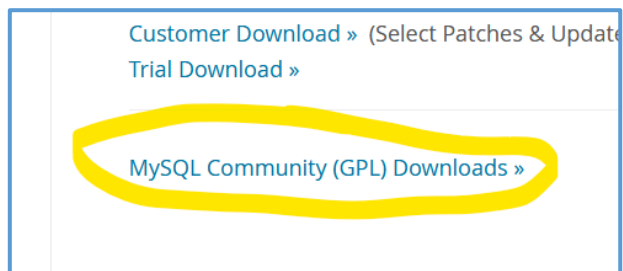 Customer Download » (Select Patches & Update
Trial Download »
MySQL Community (GPL) Downloads »